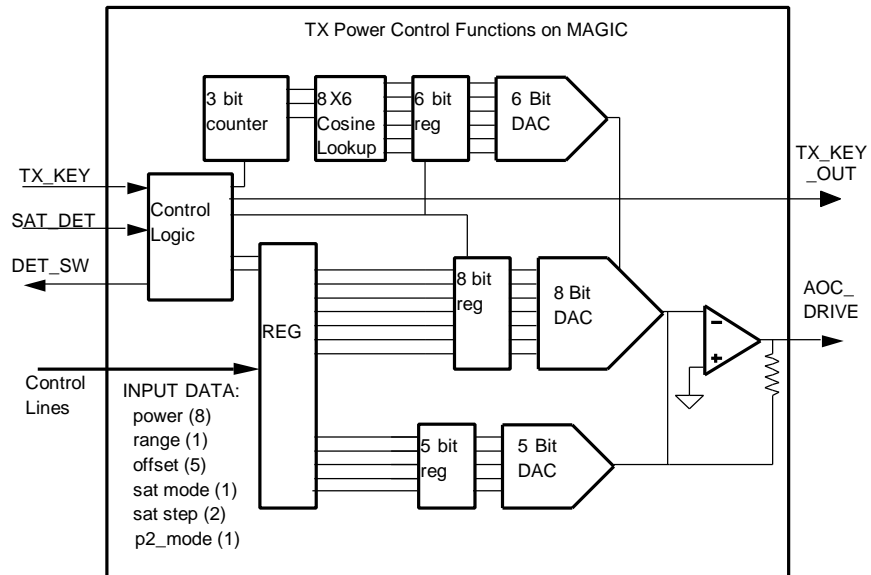 TX Power Control Functions on MAGIC
3 bit
counter
8 X6
Cosine
Lookup
6 bit
reg
6 Bit
DAC
TX_KEY
TX_KEY
_OUT
Control
Logic
SAT_DET
DET_SW
REG
8 bit
reg
8 Bit
DAC
AOC_
DRIVE
-
+
Control
Lines
INPUT DATA:
power (8)
range (1)
offset (5)
sat mode (1)
sat step (2)
p2_mode (1)
5 bit
reg
5 Bit
DAC